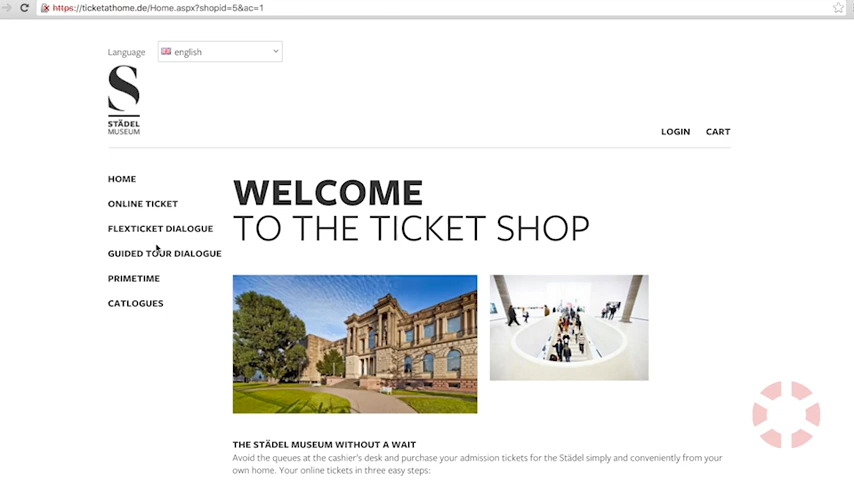 https://ticketathome.de/Home.aspx?shopid=5&ac=1
Language english
STÄDEL
MUSEUM
LOGIN CART
HOME
ONLINE TICKET
FLEXTICKET DIALOGUE
GUIDED TOUR DIALOGUE
PRIMETIME
CATLOGUES
WELCOME
TO THE TICKET SHOP
THE STÄDEL MUSEUM WITHOUT A WAIT
Avoid the queues at the cashier's desk and purchase your admission tickets for the Städel simply and conveniently from your
own home. Your online tickets in three easy steps: